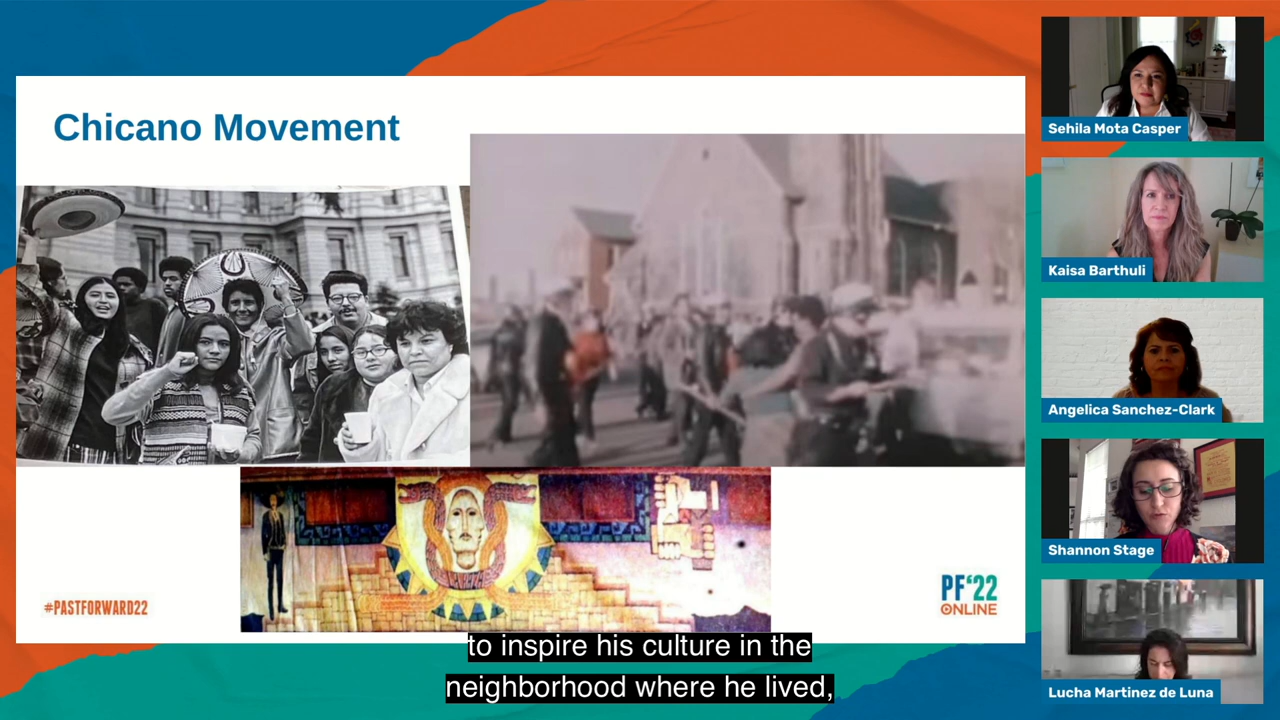 Chicano Movement
#PASTFORWARD22
PF‘22
ONLINE
to inspire his culture in the
neighborhood where he lived,
Sehila Mota Casper
Kaisa Barthuli
Angelica Sanchez-Clark
Shannon Stage
Lucha Martinez de Luna